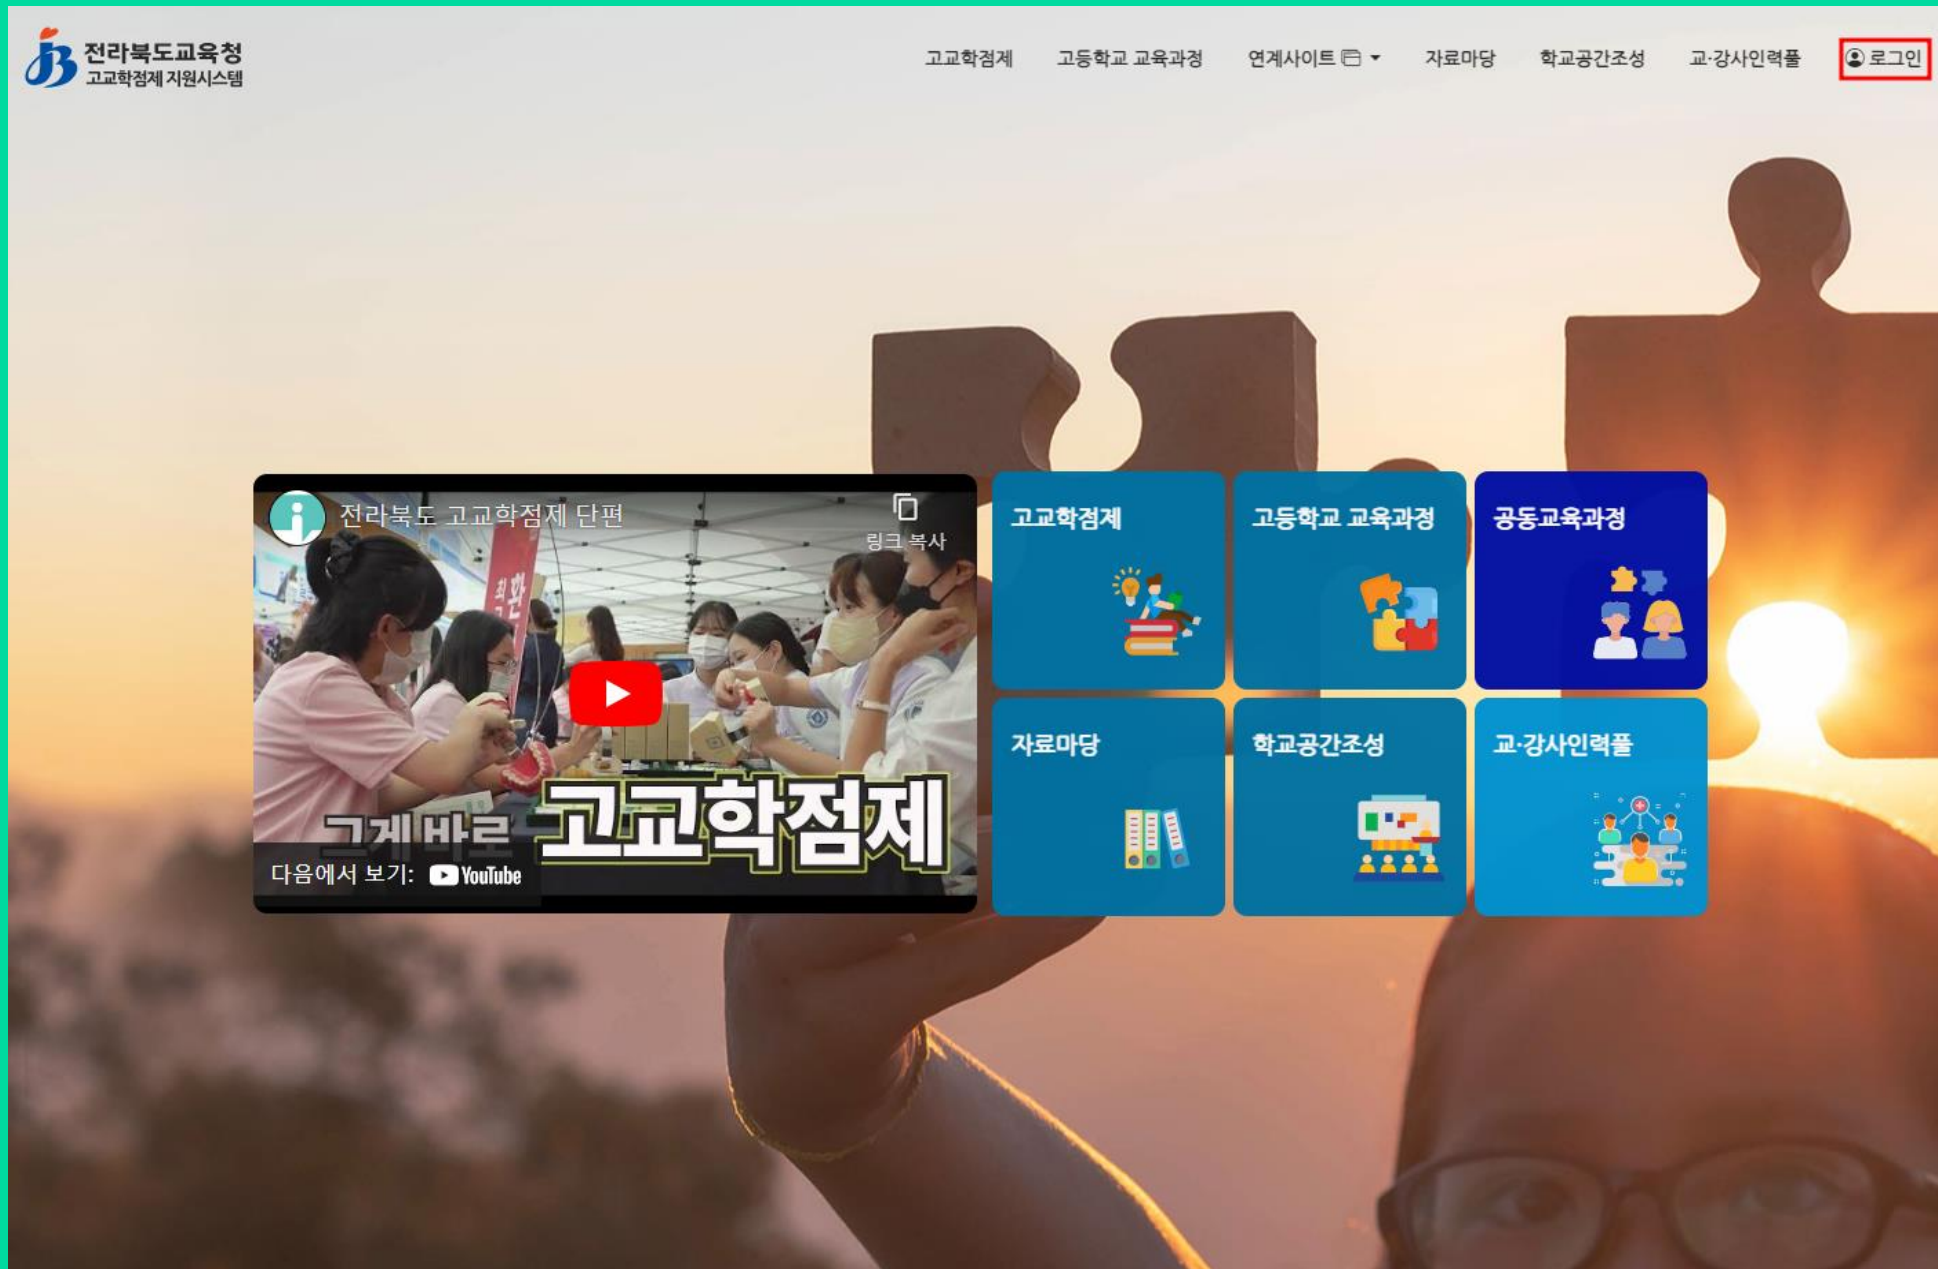 전라북도교육청
고교학점제 지원시스템
고교학점제
고등학교 교육과정
연계사이트
자료마당
학교공간조성
교·강사인력풀
로그인
전라북도 고교학점제 단편
링크 복사
그게 바로 고교학점제
다음에서 보기: YouTube
고교학점제
고등학교 교육과정
공동교육과정
자료마당
학교공간조성
교·강사인력풀